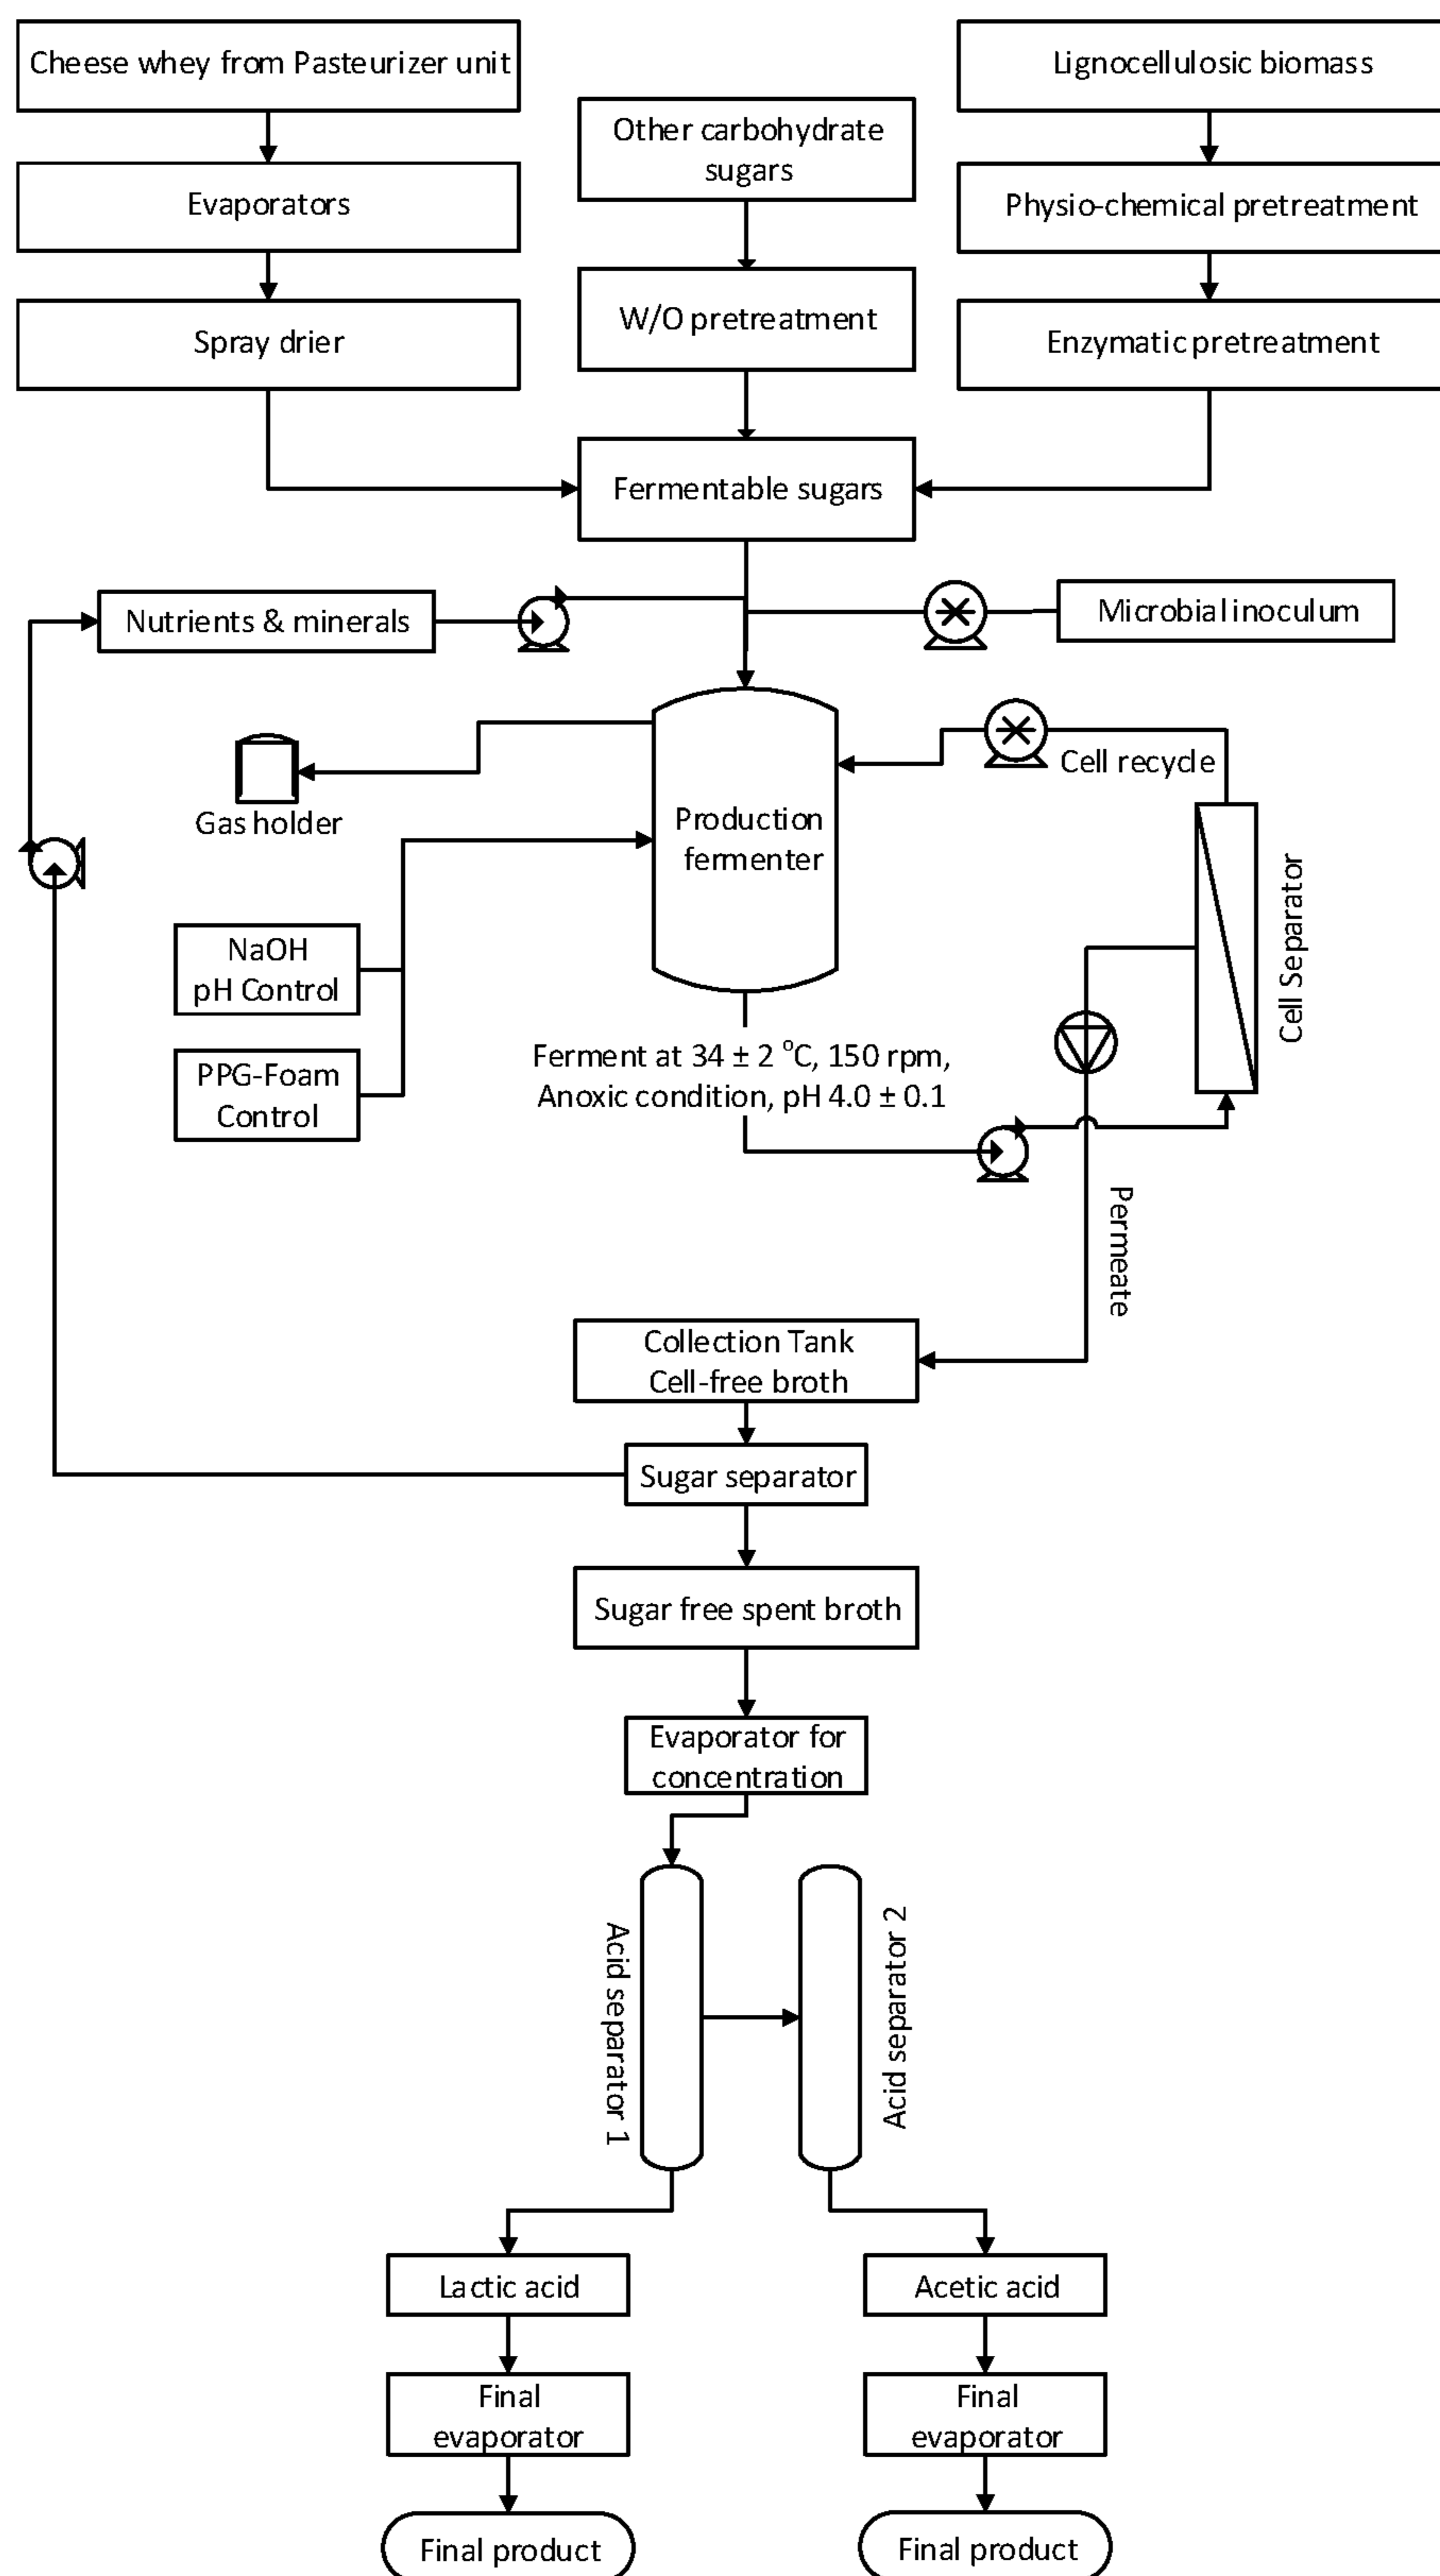 Cheese whey from Pasteurizer unit
Lignocellulosic biomass
Other carbohydrate
sugars
Evaporators
Physio-chemical pretreatment
W/O pretreatment
Spray drier
Enzymatic pretreatment
Fermentable sugars
Nutrients & minerals
Microbial inoculum
Cell recycle
Gas holder
Production
fermenter
Cell Separator
NaOH
pH Control
PPG-Foam
Control
Ferment at 34 ± 2 °C, 150 rpm,
Anoxic condition, pH 4.0 ± 0.1
Permeate
Collection Tank
Cell-free broth
Sugar separator
Sugar free spent broth
Evaporator for
concentration
Acid separator 1
Acid separator 2
Lactic acid
Acetic acid
Final
evaporator
Final
evaporator
Final product
Final product